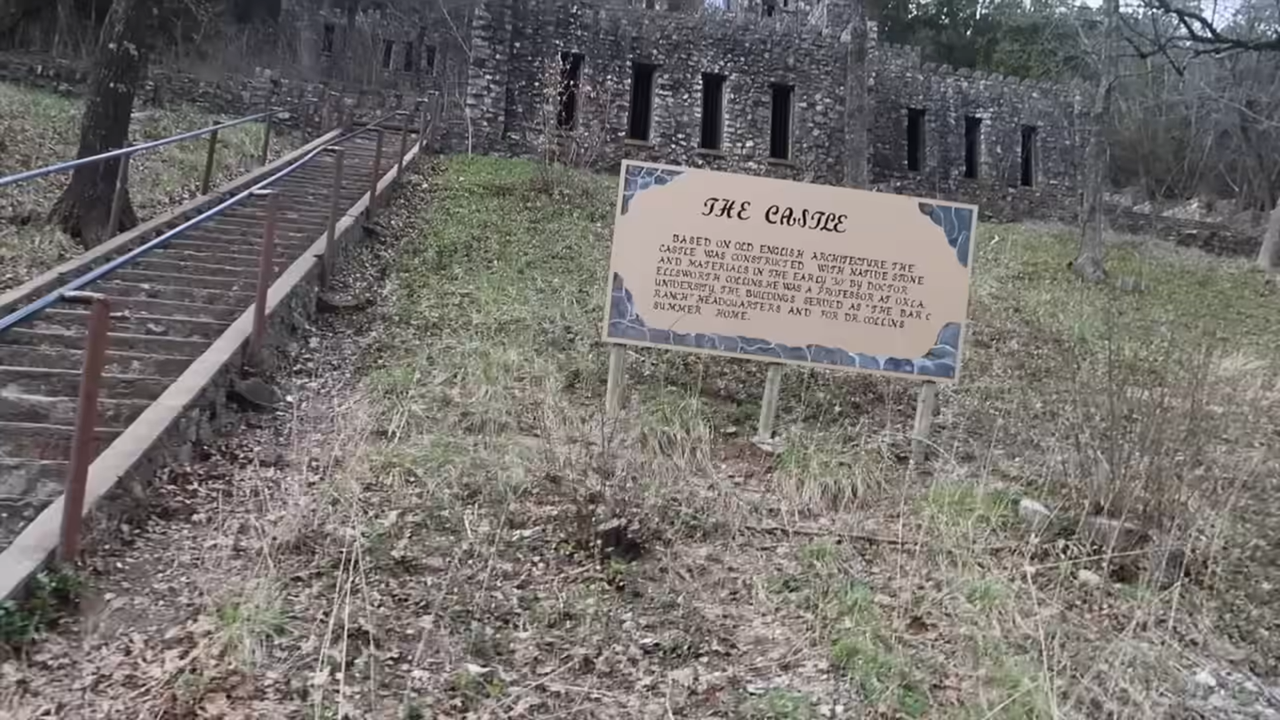 THE CASTLE
BASED ON OLD ENGLISH ARCHITECTURE, THE
CASTLE WAS CONSTRUCTED WITH NATIVE STONE
AND MATERIALS IN THE EARLY '30' BY DOCTOR
ELLSWORTH COLLINS. HE WAS A PROFESSOR AT OKLA.
UNIVERSITY. THE BUILDINGS SERVED AS "THE BAR C
RANCH" HEADQUARTERS AND FOR DR. COLLINS
SUMMER HOME.